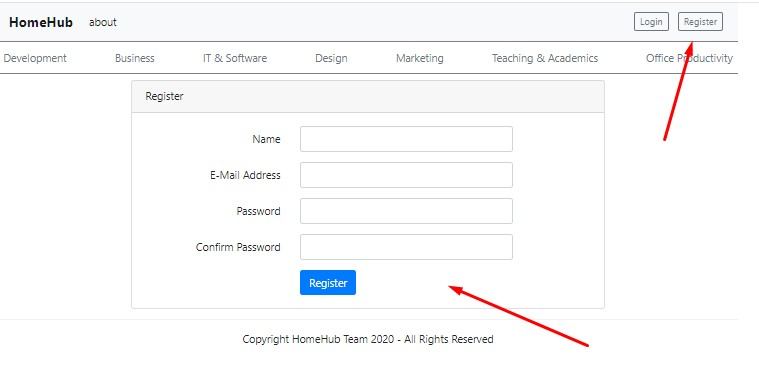 HomeHub about Login Register
Development Business IT & Software Design Marketing Teaching & Academics Office Productivity
Register
Name
E-Mail Address
Password
Confirm Password
Register
Copyright HomeHub Team 2020 - All Rights Reserved